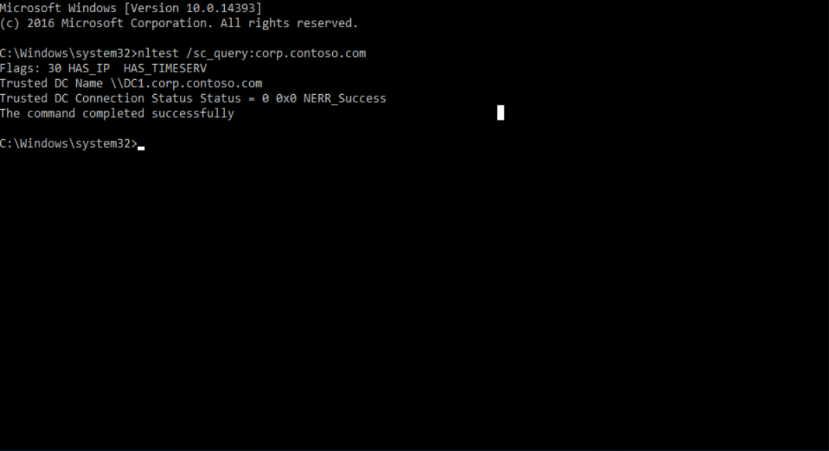 Microsoft Windows [Version 10.0.14393]
(c) 2016 Microsoft Corporation. All rights reserved.
C:\Windows\system32>nltest /sc_query:corp.contoso.com
Flags: 30 HAS_IP  HAS_TIMESERV
Trusted DC Name \\DC1.corp.contoso.com
Trusted DC Connection Status Status = 0 0x0 NERR_Success
The command completed successfully
C:\Windows\system32>